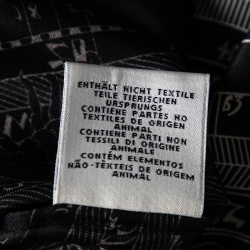 ENTHÄLT NICHT TEXTILE
TEILE TIERISCHEN
URSPRUNGS
CONTIENE PARTES NO
TEXTILES DE ORIGEN
ANIMAL
CONTIENE PARTI NON
TESSILI DI ORIGINE
ANIMALE
CONTÉM ELEMENTOS
NÃO-TÊXTEIS DE ORIGEM
ANIMAL